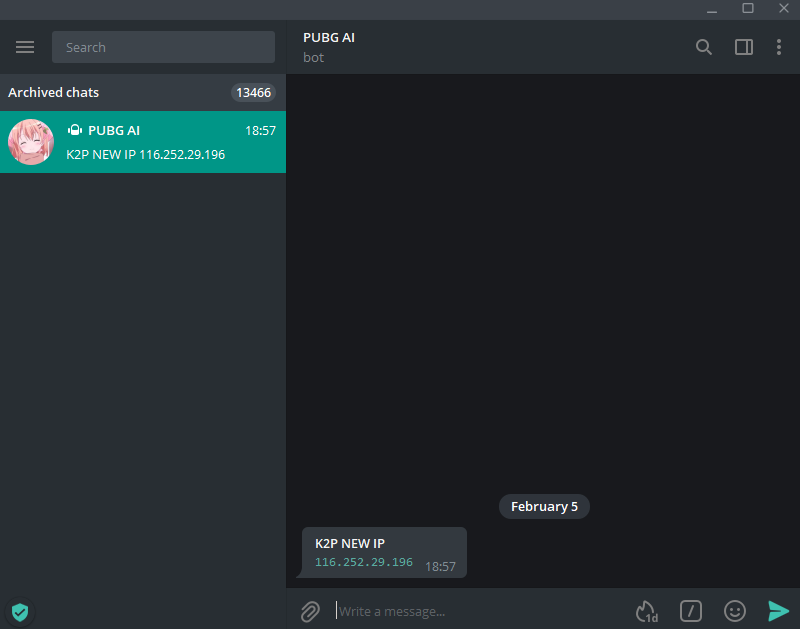 Search
Archived chats 13466
PUBG AI 18:57
K2P NEW IP 116.252.29.196
PUBG AI
bot
February 5
K2P NEW IP
116.252.29.196 18:57
Write a message...
1d